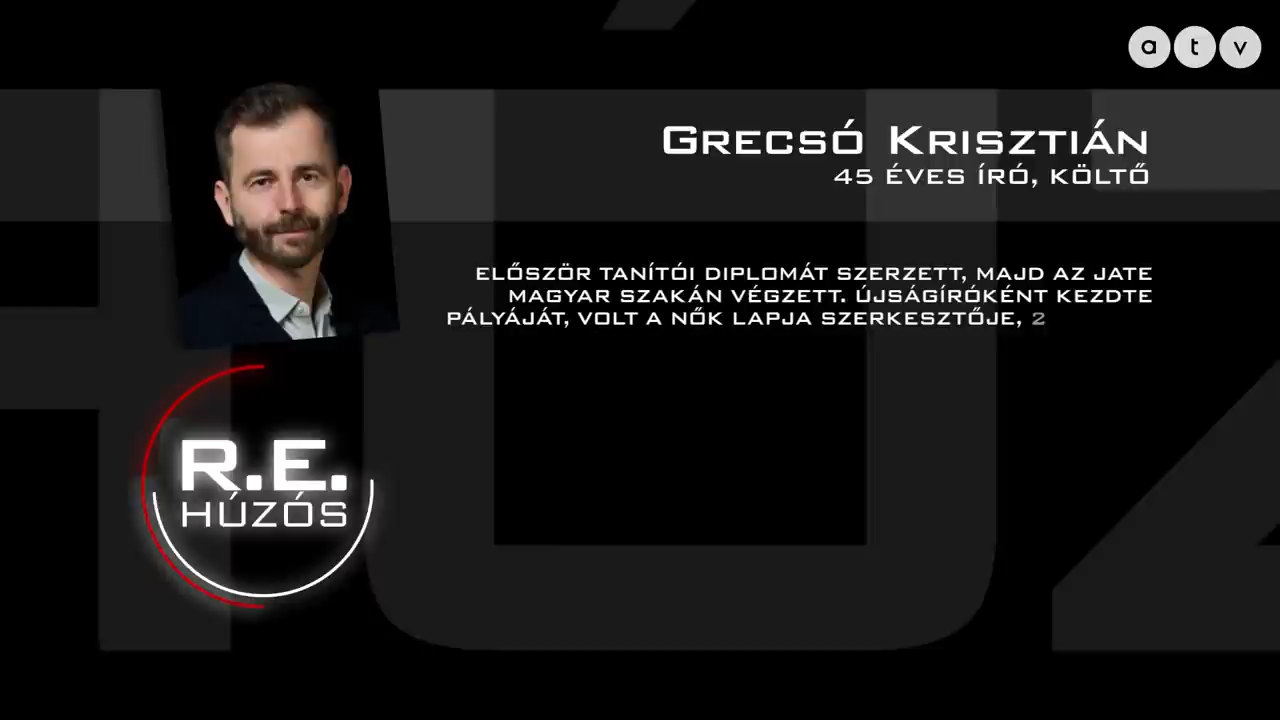 a t v
GRECSÓ KRISZTIÁN
45 ÉVES ÍRÓ, KÖLTŐ
ELŐSZÖR TANÍTÓI DIPLOMÁT SZERZETT, MAJD AZ JATE
MAGYAR SZAKÁN VÉGZETT. ÚJSÁGÍRÓKÉNT KEZDTE
PÁLYÁJÁT, VOLT A NŐK LAPJA SZERKESZTŐJE, 2
R.E.
HÚZÓS